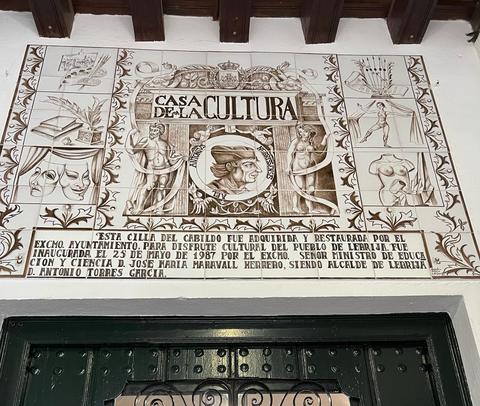 CASA
DE-LA CULTURA
ESTA CILLA DEL CABILDO FUE ADQUIRIDA Y RESTAURADA POR EL
EXCMO. AYUNTAMIENTO. PARA DISFRUTE CULTURAL DEL PUEBLO DE LEBRIJA. FUE
INAUGURADA EL 25 DE MAYO DE 1987 POR EL EXCMO. SEÑOR MINISTRO DE EDUCA
CION Y CIENCIA D. JOSE MARIA MARAVALL HERRERO, SIENDO ALCALDE DE LEBRIJA
D. ANTONIO TORRES GARCIA.